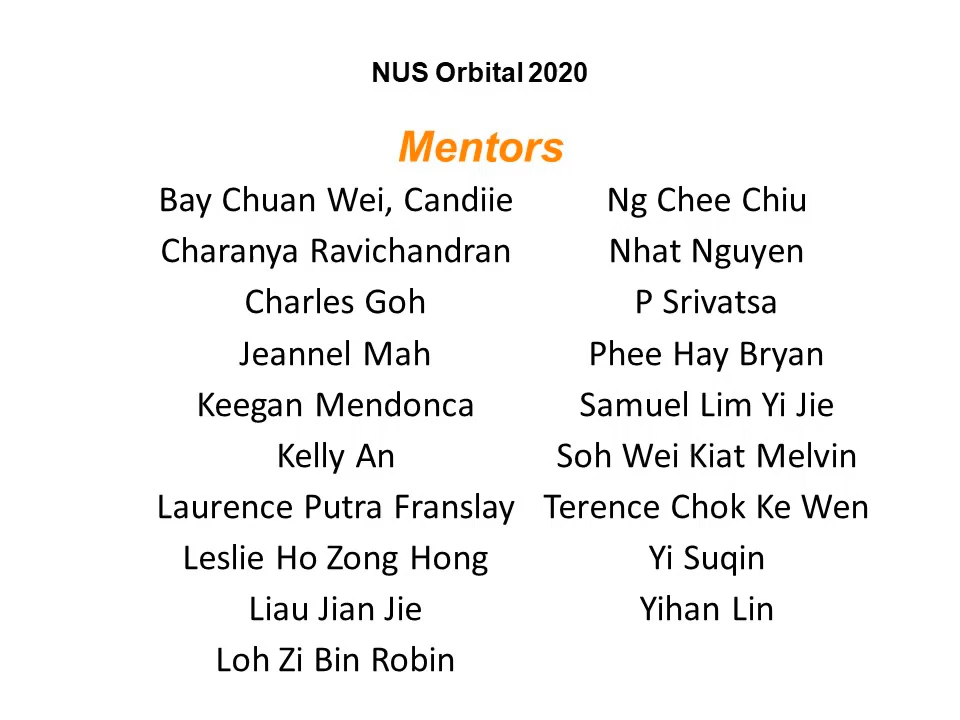 NUS Orbital 2020
Mentors
Bay Chuan Wei, Candiie
Charanya Ravichandran
Charles Goh
Jeannel Mah
Keegan Mendonca
Kelly An
Laurence Putra Franslay
Leslie Ho Zong Hong
Liau Jian Jie
Loh Zi Bin Robin
Ng Chee Chiu
Nhat Nguyen
P Srivatsa
Phee Hay Bryan
Samuel Lim Yi Jie
Soh Wei Kiat Melvin
Terence Chok Ke Wen
Yi Suqin
Yihan Lin